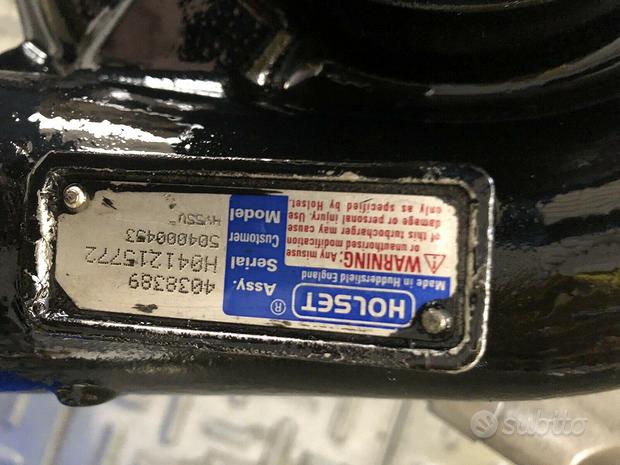 HOLSET ®
Made in Huddersfield England
WARNING: Any misuse
or unauthorised modification
of this turbocharger may cause
damage or personal injury. Use
only as specified by Holset.
Assy. 4038389
Serial H041215772
Customer 504000453
Model HY55V
subito